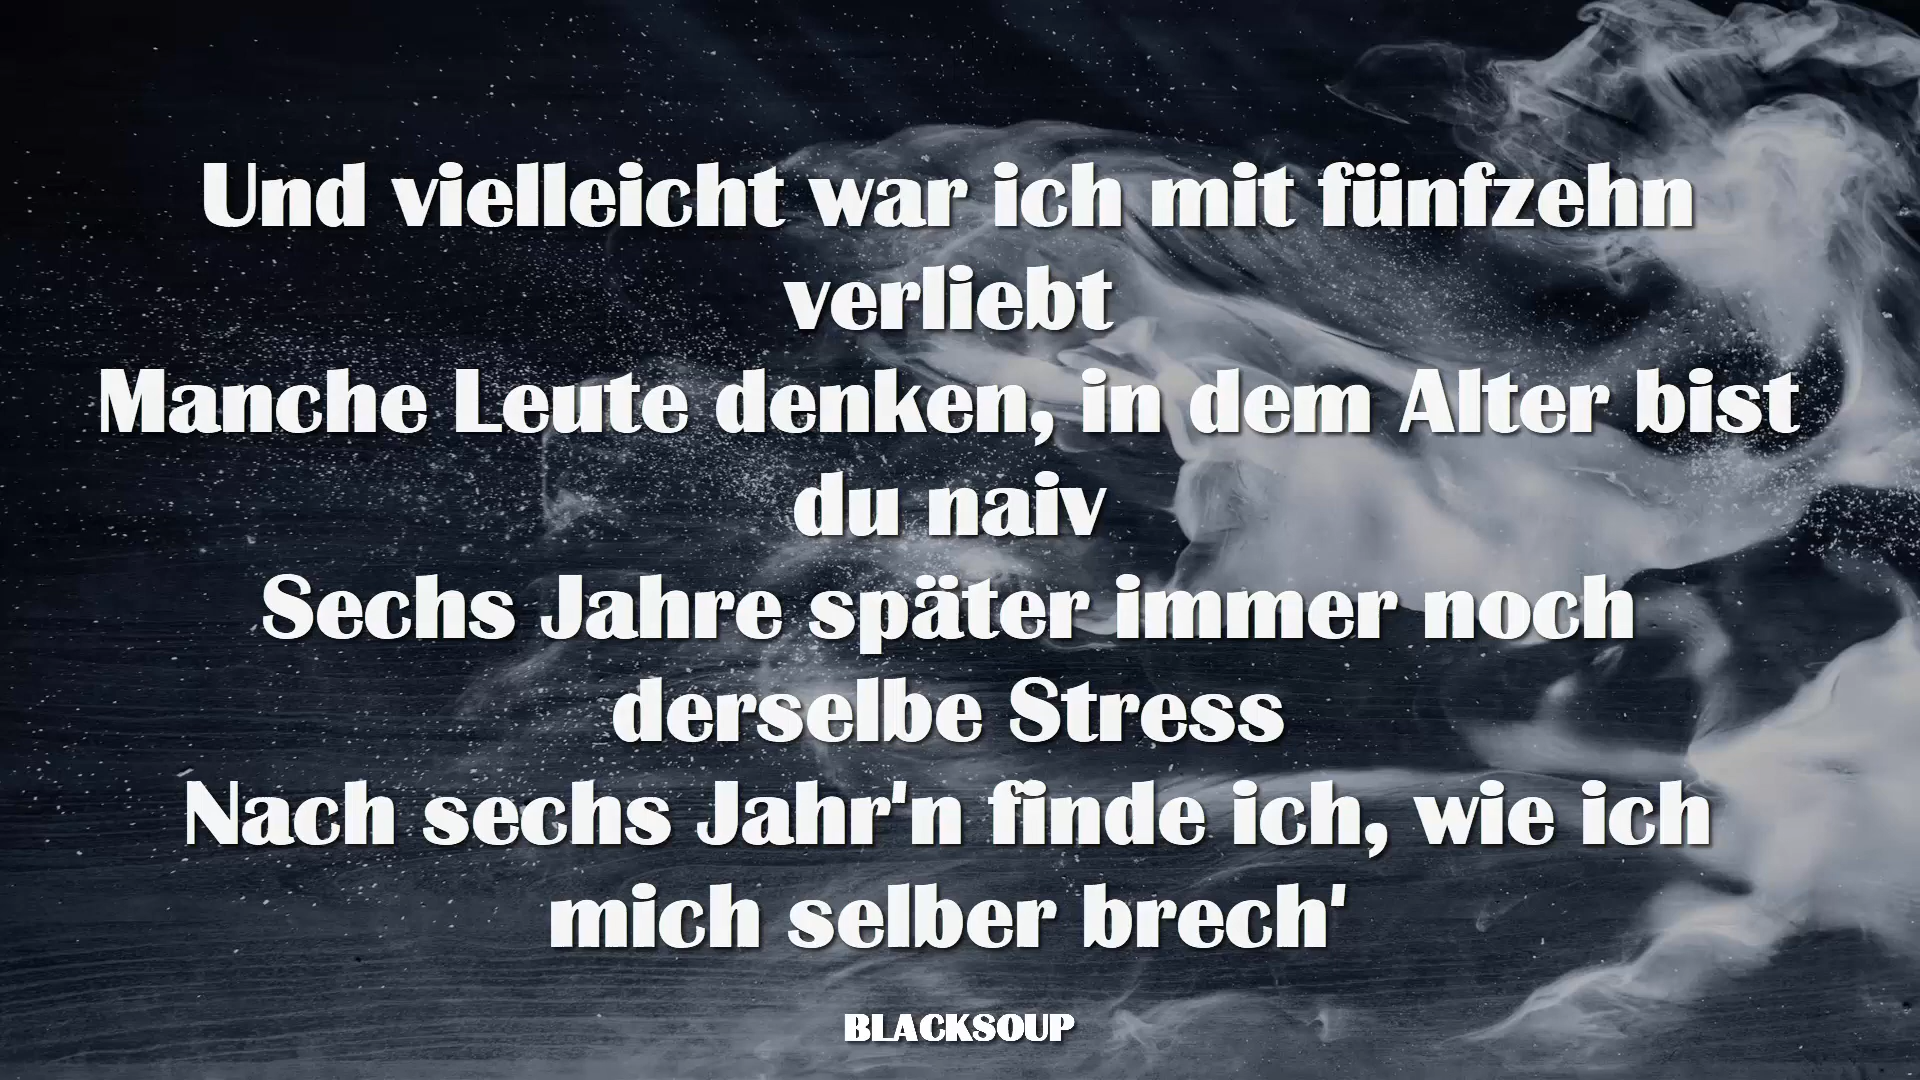 Und vielleicht war ich mit fünfzehn
verliebt
Manche Leute denken, in dem Alter bist
du naiv
Sechs Jahre später immer noch
derselbe Stress
Nach sechs Jahr'n finde ich, wie ich
mich selber brech'
BLACKSOUP